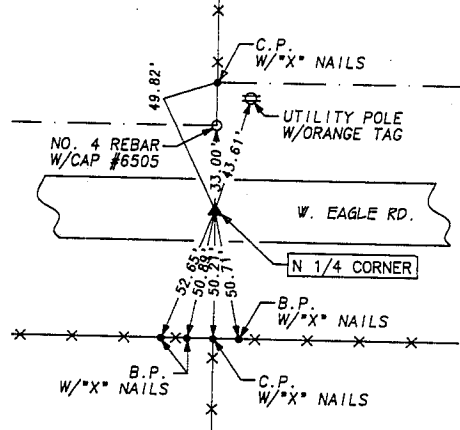 C.P.
W/"X" NAILS
49.82'
UTILITY POLE
W/ORANGE TAG
NO. 4 REBAR
W/CAP #6505
33.00'
43.61'
W. EAGLE RD.
N 1/4 CORNER
52.65'
50.89'
50.21'
50.71'
B.P.
W/"X" NAILS
B.P.
W/"X" NAILS
C.P.
W/"X" NAILS